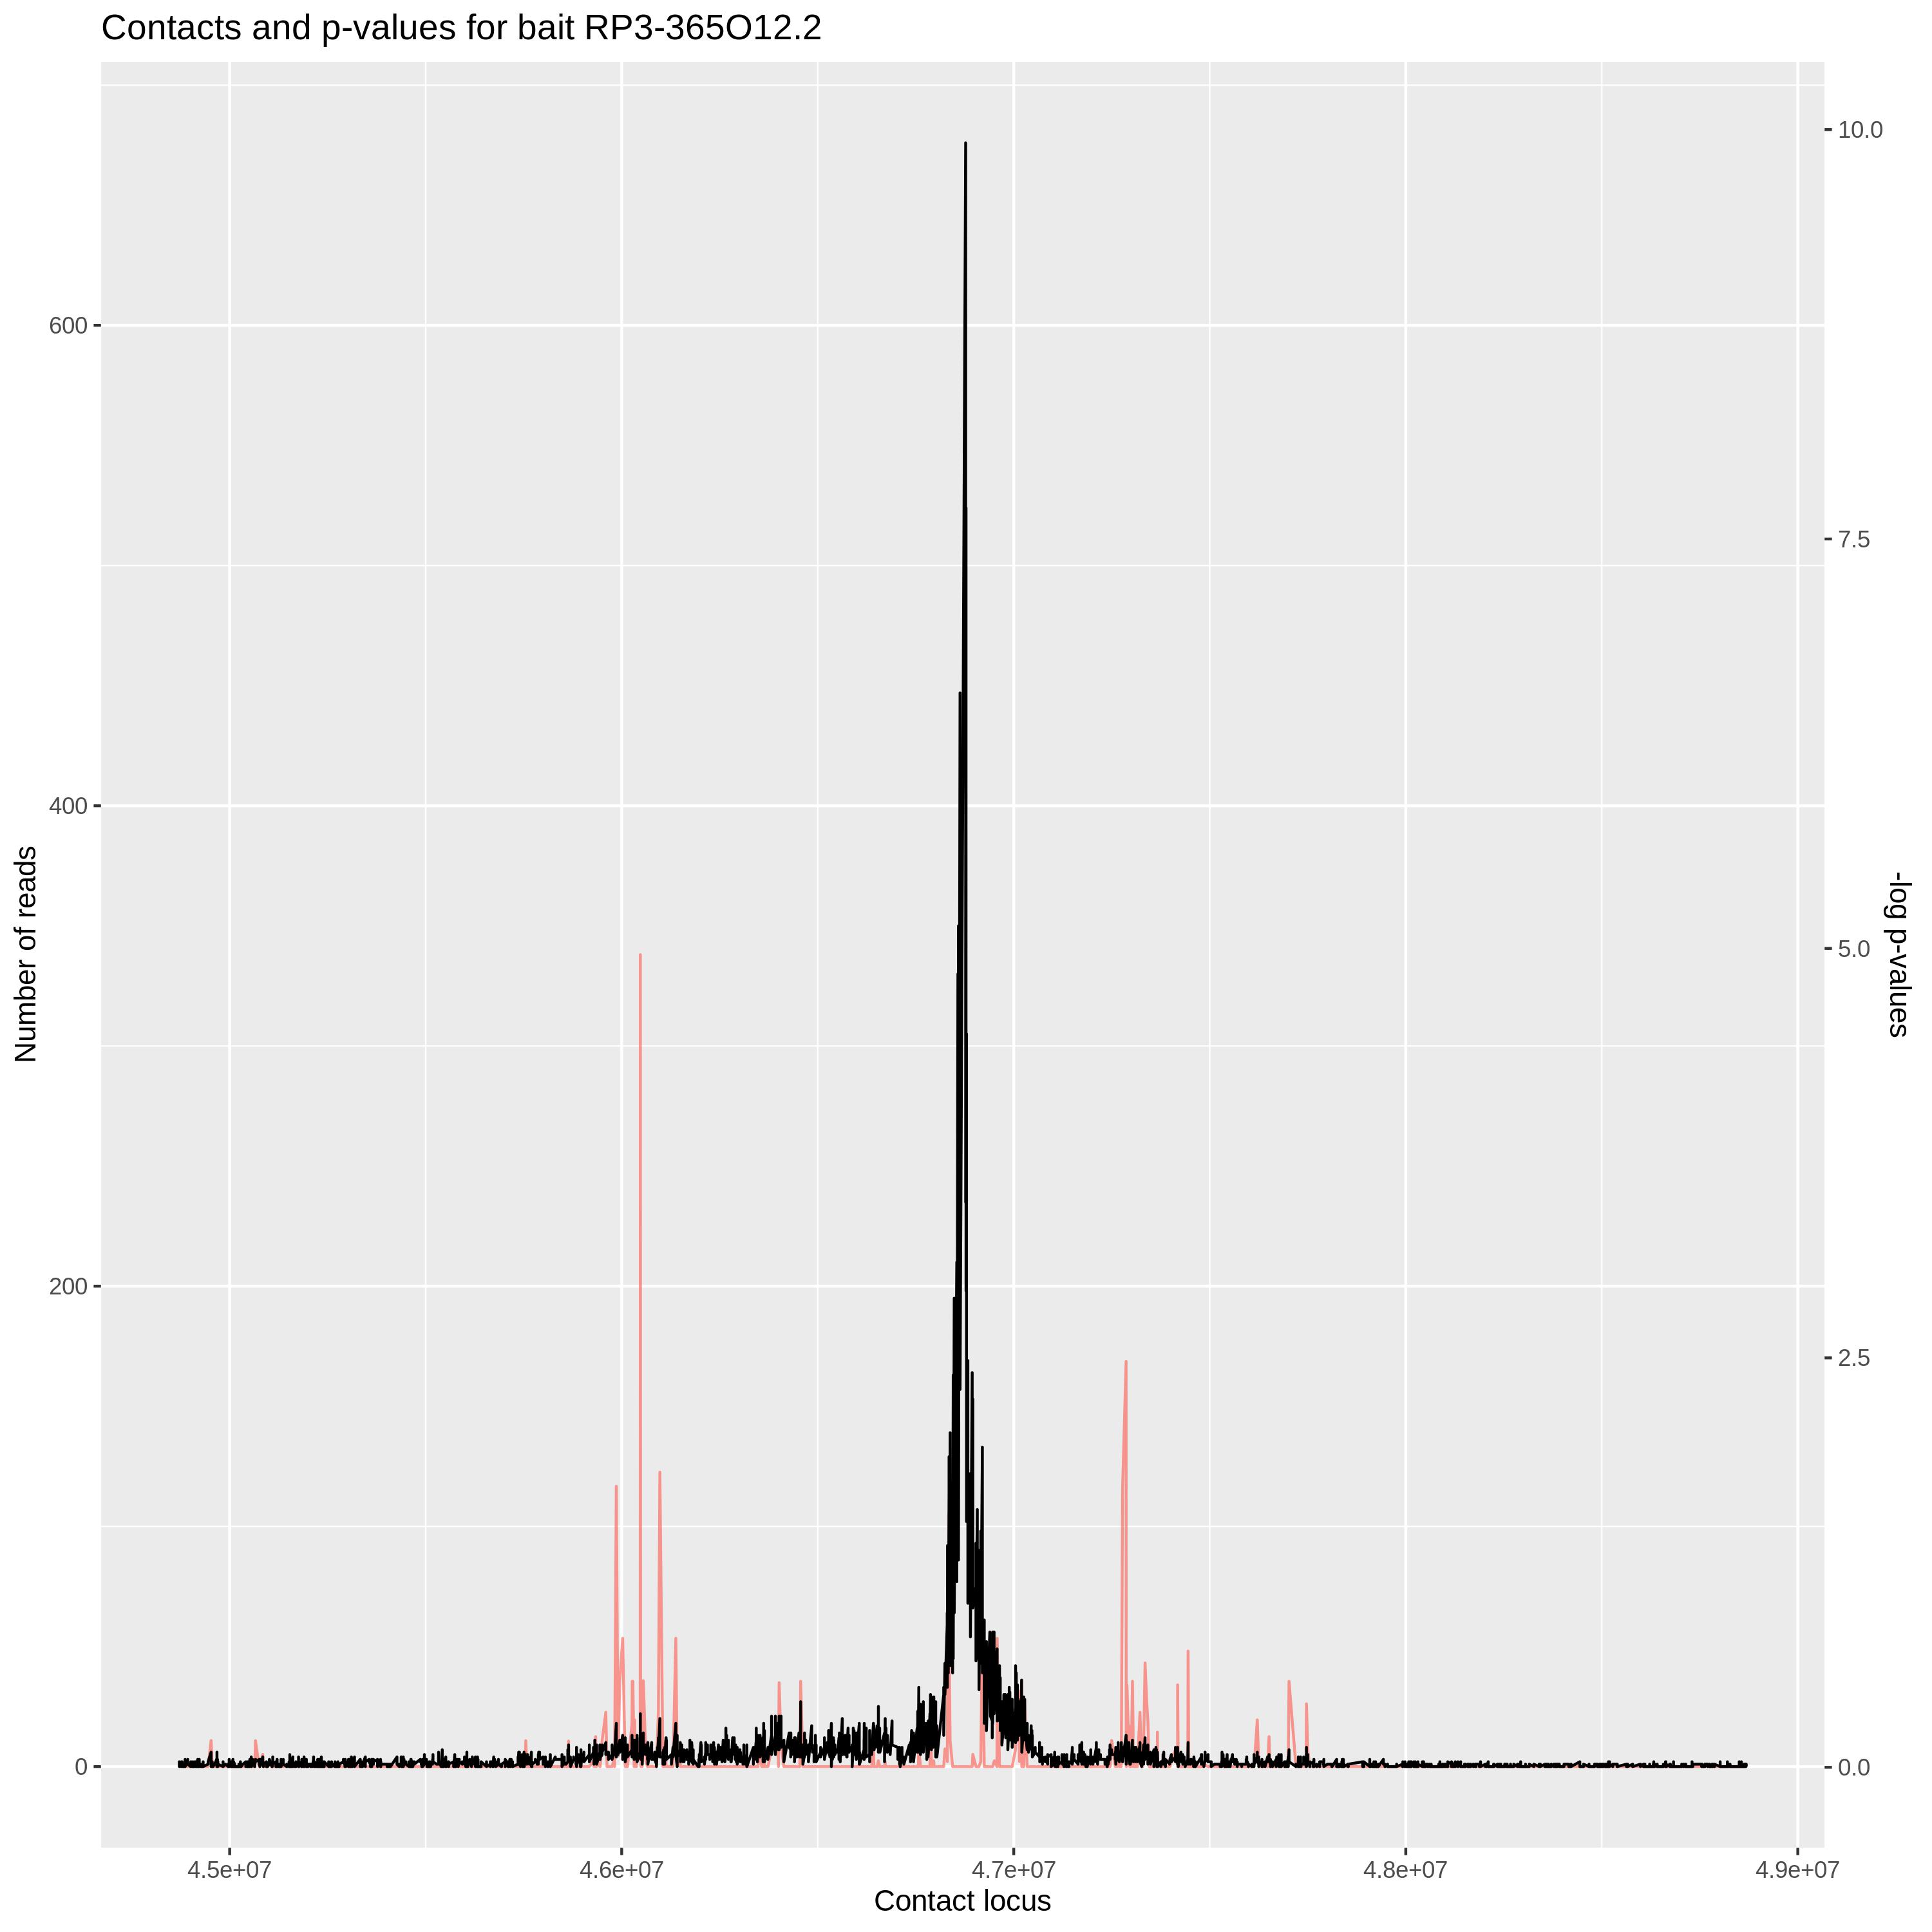 Contacts and p-values for bait RP3-365O12.2
10.0
7.5
5.0
2.5
0.0
600
400
200
0
Number of reads
-log p-values
4.5e+07
4.6e+07
4.7e+07
4.8e+07
4.9e+07
Contact locus